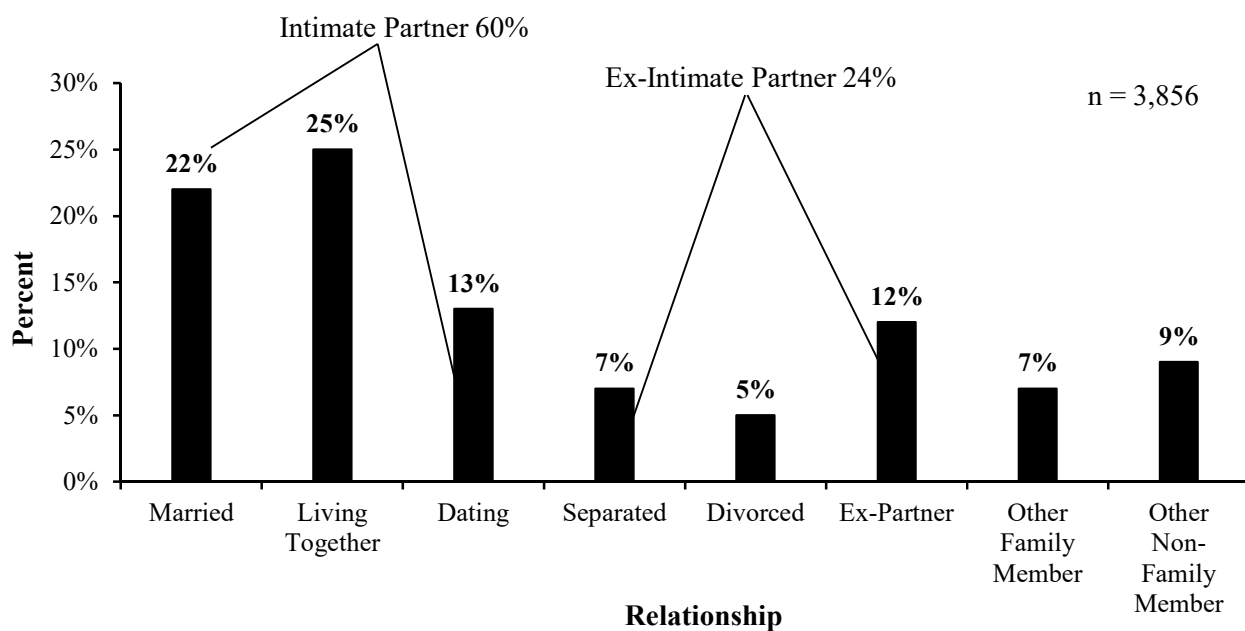 Intimate Partner 60%
Ex-Intimate Partner 24%
n = 3,856
30%
25%
20%
15%
10%
5%
0%
Percent
22%
25%
13%
7%
5%
12%
7%
9%
Married
Living
Together
Dating
Separated
Divorced
Ex-Partner
Other
Family
Member
Other
Non-
Family
Member
Relationship